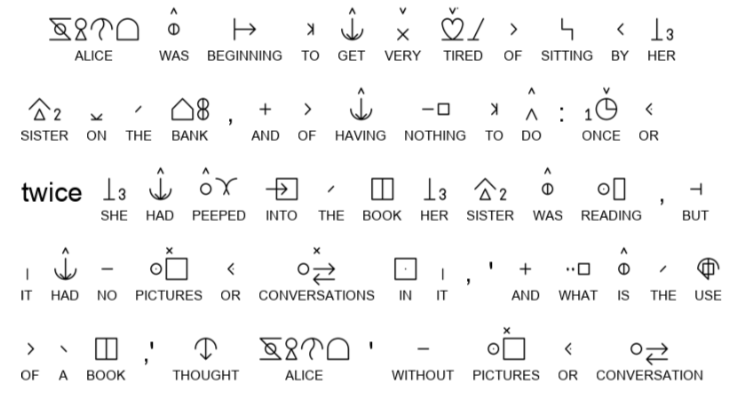 ALICE WAS BEGINNING TO GET VERY TIRED OF SITTING BY HER
SISTER ON THE BANK , AND OF HAVING NOTHING TO DO : ONCE OR
twice SHE HAD PEEPED INTO THE BOOK HER SISTER WAS READING , BUT
IT HAD NO PICTURES OR CONVERSATIONS IN IT , ' AND WHAT IS THE USE
OF A BOOK ,' THOUGHT ALICE ' WITHOUT PICTURES OR CONVERSATION